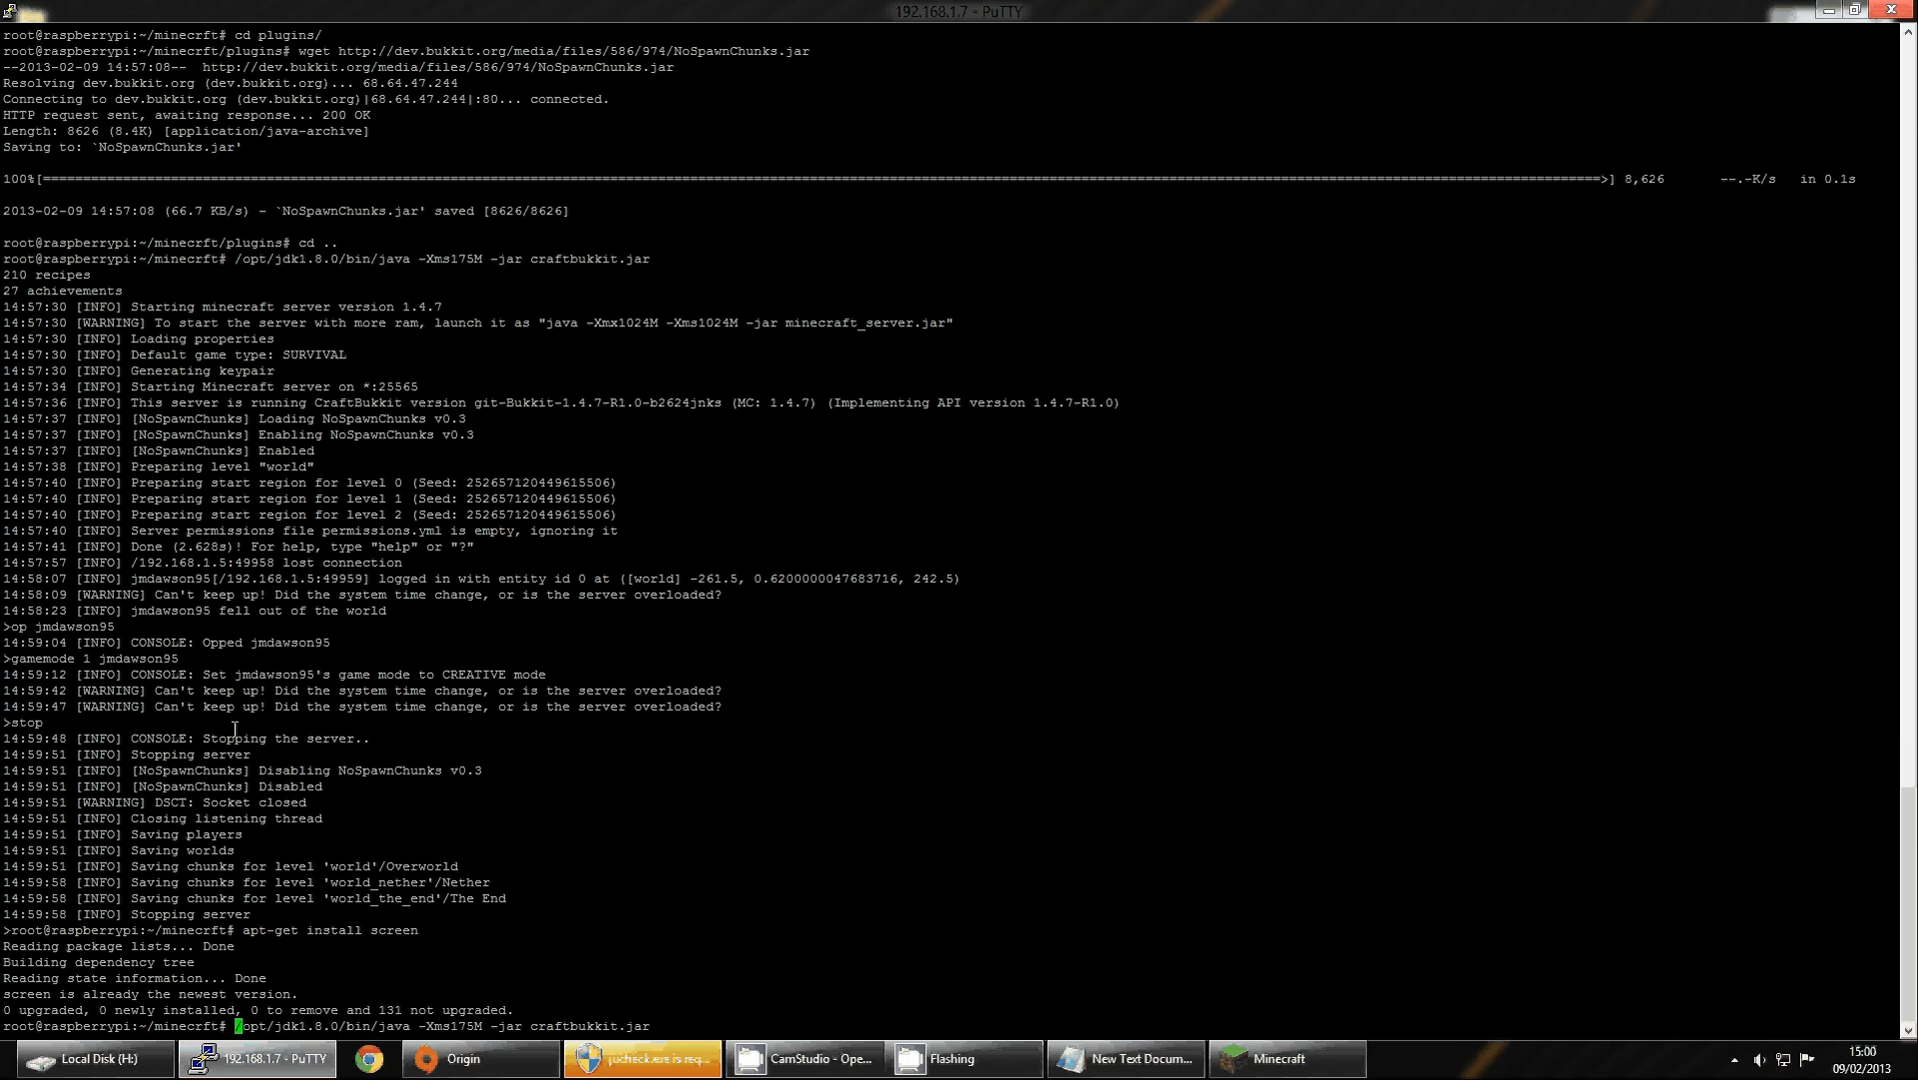 192.168.1.7 - PuTTY
root@raspberrypi:~/minecrft# cd plugins/
root@raspberrypi:~/minecrft/plugins# wget http://dev.bukkit.org/media/files/586/974/NoSpawnChunks.jar
--2013-02-09 14:57:08--  http://dev.bukkit.org/media/files/586/974/NoSpawnChunks.jar
Resolving dev.bukkit.org (dev.bukkit.org)... 68.64.47.244
Connecting to dev.bukkit.org (dev.bukkit.org)|68.64.47.244|:80... connected.
HTTP request sent, awaiting response... 200 OK
Length: 8626 (8.4K) [application/java-archive]
Saving to: `NoSpawnChunks.jar'
100%[======================================>] 8,626       --.-K/s   in 0.1s
2013-02-09 14:57:08 (66.7 KB/s) - `NoSpawnChunks.jar' saved [8626/8626]
root@raspberrypi:~/minecrft/plugins# cd ..
root@raspberrypi:~/minecrft# /opt/jdk1.8.0/bin/java -Xms175M -jar craftbukkit.jar
210 recipes
27 achievements
14:57:30 [INFO] Starting minecraft server version 1.4.7
14:57:30 [WARNING] To start the server with more ram, launch it as "java -Xmx1024M -Xms1024M -jar minecraft_server.jar"
14:57:30 [INFO] Loading properties
14:57:30 [INFO] Default game type: SURVIVAL
14:57:30 [INFO] Generating keypair
14:57:34 [INFO] Starting Minecraft server on *:25565
14:57:36 [INFO] This server is running CraftBukkit version git-Bukkit-1.4.7-R1.0-b2624jnks (MC: 1.4.7) (Implementing API version 1.4.7-R1.0)
14:57:37 [INFO] [NoSpawnChunks] Loading NoSpawnChunks v0.3
14:57:37 [INFO] [NoSpawnChunks] Enabling NoSpawnChunks v0.3
14:57:37 [INFO] [NoSpawnChunks] Enabled
14:57:38 [INFO] Preparing level "world"
14:57:40 [INFO] Preparing start region for level 0 (Seed: 252657120449615506)
14:57:40 [INFO] Preparing start region for level 1 (Seed: 252657120449615506)
14:57:40 [INFO] Preparing start region for level 2 (Seed: 252657120449615506)
14:57:40 [INFO] Server permissions file permissions.yml is empty, ignoring it
14:57:41 [INFO] Done (2.628s)! For help, type "help" or "?"
14:57:57 [INFO] /192.168.1.5:49958 lost connection
14:58:07 [INFO] jmdawson95[/192.168.1.5:49959] logged in with entity id 0 at ([world] -261.5, 0.6200000047683716, 242.5)
14:58:09 [WARNING] Can't keep up! Did the system time change, or is the server overloaded?
14:58:23 [INFO] jmdawson95 fell out of the world
>op jmdawson95
14:59:04 [INFO] CONSOLE: Opped jmdawson95
>gamemode 1 jmdawson95
14:59:12 [INFO] CONSOLE: Set jmdawson95's game mode to CREATIVE mode
14:59:42 [WARNING] Can't keep up! Did the system time change, or is the server overloaded?
14:59:47 [WARNING] Can't keep up! Did the system time change, or is the server overloaded?
>stop
14:59:48 [INFO] CONSOLE: Stopping the server..
14:59:51 [INFO] Stopping server
14:59:51 [INFO] [NoSpawnChunks] Disabling NoSpawnChunks v0.3
14:59:51 [INFO] [NoSpawnChunks] Disabled
14:59:51 [WARNING] DSCT: Socket closed
14:59:51 [INFO] Closing listening thread
14:59:51 [INFO] Saving players
14:59:51 [INFO] Saving worlds
14:59:51 [INFO] Saving chunks for level 'world'/Overworld
14:59:58 [INFO] Saving chunks for level 'world_nether'/Nether
14:59:58 [INFO] Saving chunks for level 'world_the_end'/The End
14:59:58 [INFO] Stopping server
>root@raspberrypi:~/minecrft# apt-get install screen
Reading package lists... Done
Building dependency tree
Reading state information... Done
screen is already the newest version.
0 upgraded, 0 newly installed, 0 to remove and 131 not upgraded.
root@raspberrypi:~/minecrft# /opt/jdk1.8.0/bin/java -Xms175M -jar craftbukkit.jar
Local Disk (H:)
192.168.1.7 - PuTTY
Origin
jucheck.exe is req...
CamStudio - Ope...
Flashing
New Text Docum...
Minecraft
15:00
09/02/2013